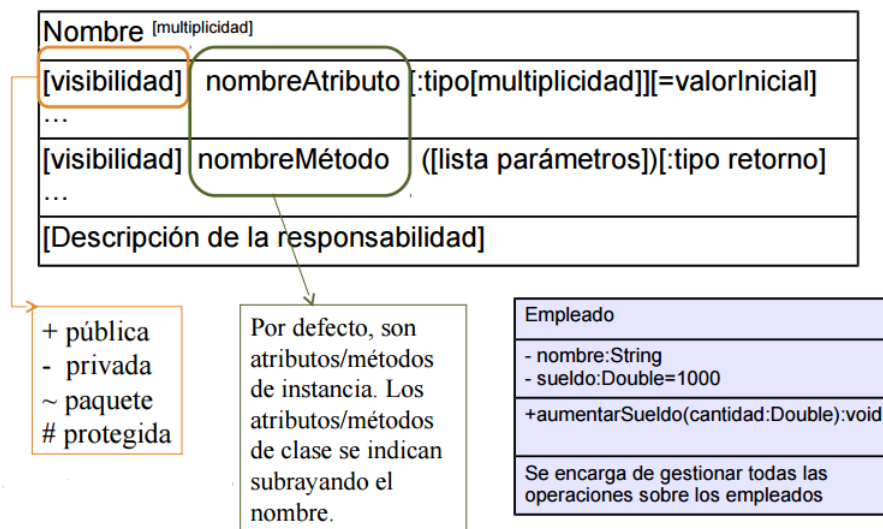 Nombre [multiplicidad]
[visibilidad] nombreAtributo [:tipo[multiplicidad]][=valorInicial]
…
[visibilidad] nombreMétodo ([lista parámetros])[:tipo retorno]
…
[Descripción de la responsabilidad]
+ pública
- privada
~ paquete
# protegida
Por defecto, son
atributos/métodos
de instancia. Los
atributos/métodos
de clase se indican
subrayando el
nombre.
Empleado
- nombre:String
- sueldo:Double=1000
+aumentarSueldo(cantidad:Double):void
Se encarga de gestionar todas las
operaciones sobre los empleados